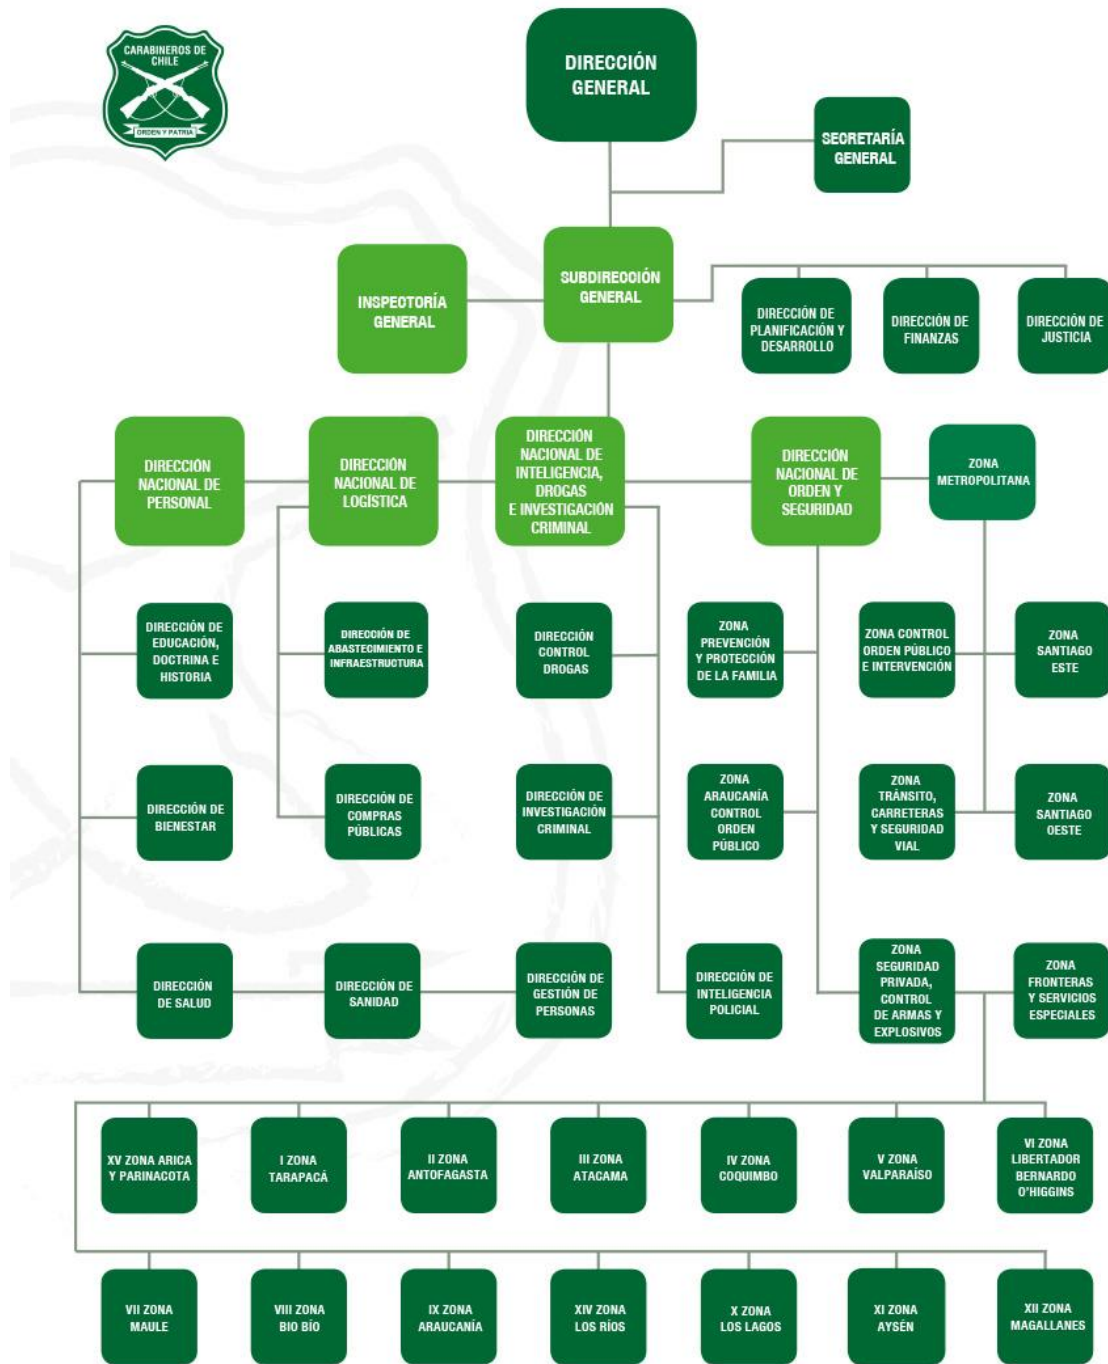 CARABINEROS DE
CHILE
ORDEN Y PATRIA
DIRECCIÓN
GENERAL
SECRETARÍA
GENERAL
INSPECTORÍA
GENERAL
SUBDIRECCIÓN
GENERAL
DIRECCIÓN DE
PLANIFICACIÓN Y
DESARROLLO
DIRECCIÓN DE
FINANZAS
DIRECCIÓN DE
JUSTICIA
DIRECCIÓN
NACIONAL DE
PERSONAL
DIRECCIÓN
NACIONAL DE
LOGÍSTICA
DIRECCIÓN
NACIONAL DE
INTELIGENCIA,
DROGAS
E INVESTIGACIÓN
CRIMINAL
DIRECCIÓN
NACIONAL DE
ORDEN Y
SEGURIDAD
ZONA
METROPOLITANA
DIRECCIÓN DE
EDUCACIÓN,
DOCTRINA E
HISTORIA
DIRECCIÓN DE
ABASTECIMIENTO E
INFRAESTRUCTURA
DIRECCIÓN
CONTROL
DROGAS
ZONA
PREVENCIÓN
Y PROTECCIÓN
DE LA FAMILIA
ZONA CONTROL
ORDEN PÚBLICO
E INTERVENCIÓN
ZONA
SANTIAGO
ESTE
DIRECCIÓN DE
BIENESTAR
DIRECCIÓN DE
COMPRAS
PÚBLICAS
DIRECCIÓN DE
INVESTIGACIÓN
CRIMINAL
ZONA
ARAUCANÍA
CONTROL
ORDEN
PÚBLICO
ZONA
TRÁNSITO,
CARRETERAS
Y SEGURIDAD
VIAL
ZONA
SANTIAGO
OESTE
DIRECCIÓN
DE SALUD
DIRECCIÓN
DE SANIDAD
DIRECCIÓN DE
GESTIÓN DE
PERSONAS
DIRECCIÓN DE
INTELIGENCIA
POLICIAL
ZONA
SEGURIDAD
PRIVADA,
CONTROL
DE ARMAS Y
EXPLOSIVOS
ZONA
FRONTERAS
Y SERVICIOS
ESPECIALES
XV ZONA ARICA
Y PARINACOTA
I ZONA
TARAPACÁ
II ZONA
ANTOFAGASTA
III ZONA
ATACAMA
IV ZONA
COQUIMBO
V ZONA
VALPARAÍSO
VI ZONA
LIBERTADOR
BERNARDO
O'HIGGINS
VII ZONA
MAULE
VIII ZONA
BIO BÍO
IX ZONA
ARAUCANÍA
XIV ZONA
LOS RÍOS
X ZONA
LOS LAGOS
XI ZONA
AYSÉN
XII ZONA
MAGALLANES